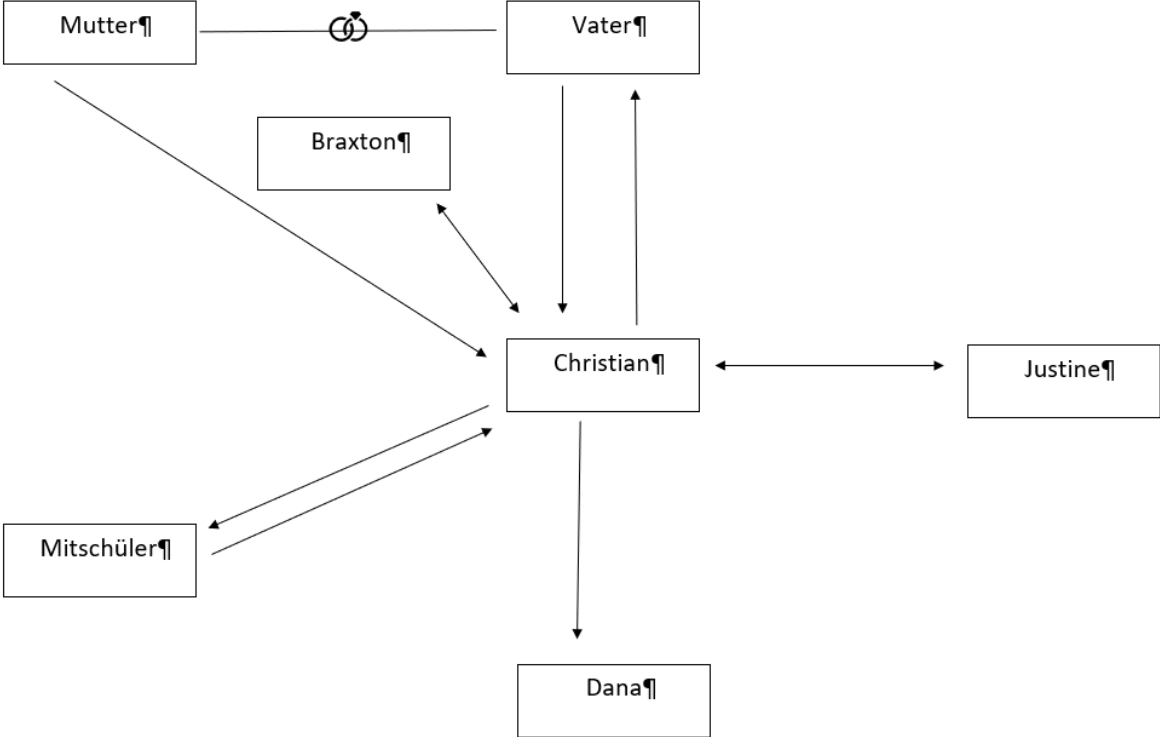 Mutter¶
Vater¶
Braxton¶
Christian¶
Justine¶
Mitschüler¶
Dana¶